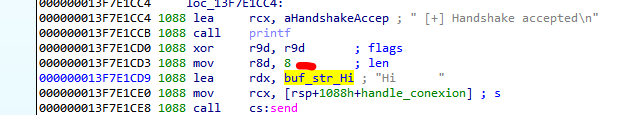 000000013F7E1CC4 loc_13F7E1CC4:
000000013F7E1CC4 1088 lea rcx, aHandshakeAccep ; " [+] Handshake accepted\n"
000000013F7E1CCB 1088 call printf
000000013F7E1CD0 1088 xor r9d, r9d ; flags
000000013F7E1CD3 1088 mov r8d, 8 ; len
000000013F7E1CD9 1088 lea rdx, buf_str_Hi ; "Hi      "
000000013F7E1CE0 1088 mov rcx, [rsp+1088h+handle_conexion] ; s
000000013F7E1CE8 1088 call cs:send